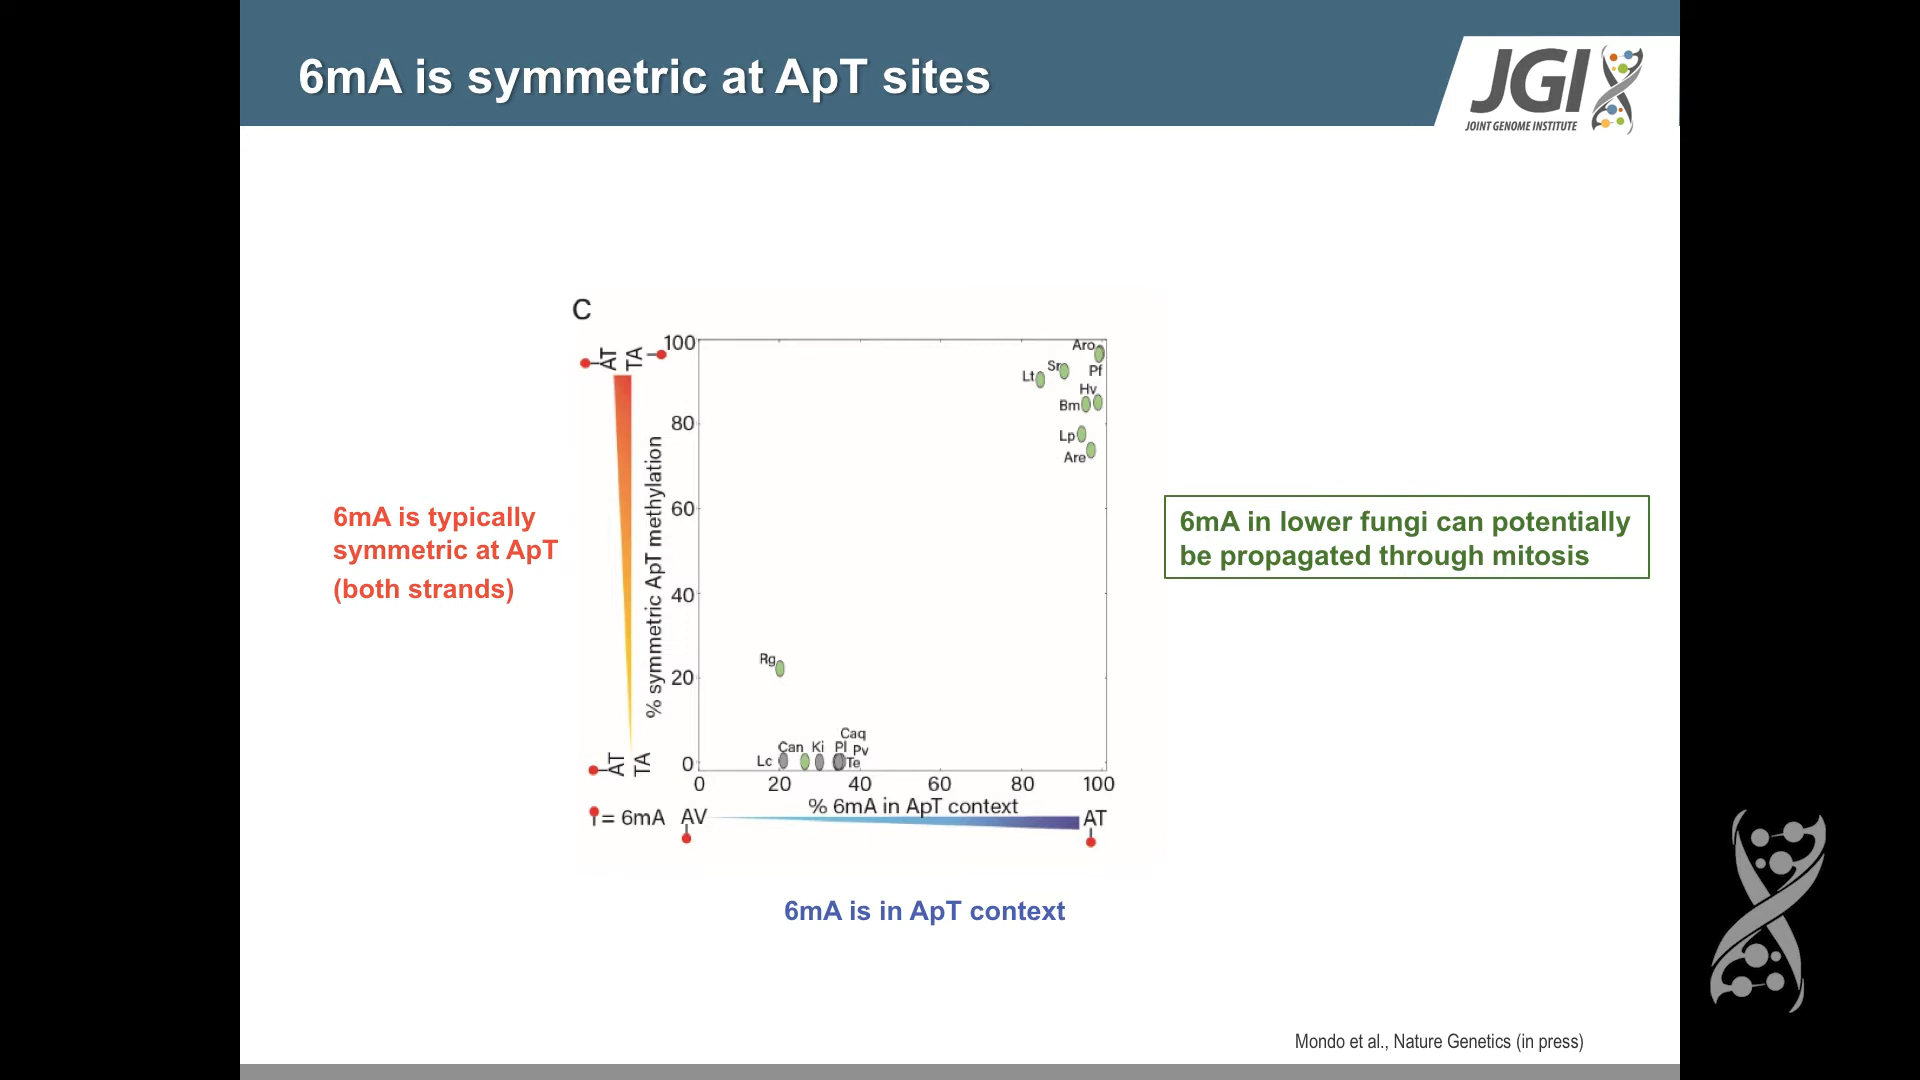 6mA is symmetric at ApT sites
JGI
JOINT GENOME INSTITUTE
C
AT
TA
100
80
60
40
20
0
% symmetric ApT methylation
Aro
Sr
Pf
Lt
Hv
Bm
Lp
Are
Rg
Caq
Can Ki Pl Pv
Lc
Te
AT
TA
0 20 40 60 80 100
% 6mA in ApT context
= 6mA AV
AT
6mA is typically
symmetric at ApT
(both strands)
6mA in lower fungi can potentially
be propagated through mitosis
6mA is in ApT context
Mondo et al., Nature Genetics (in press)